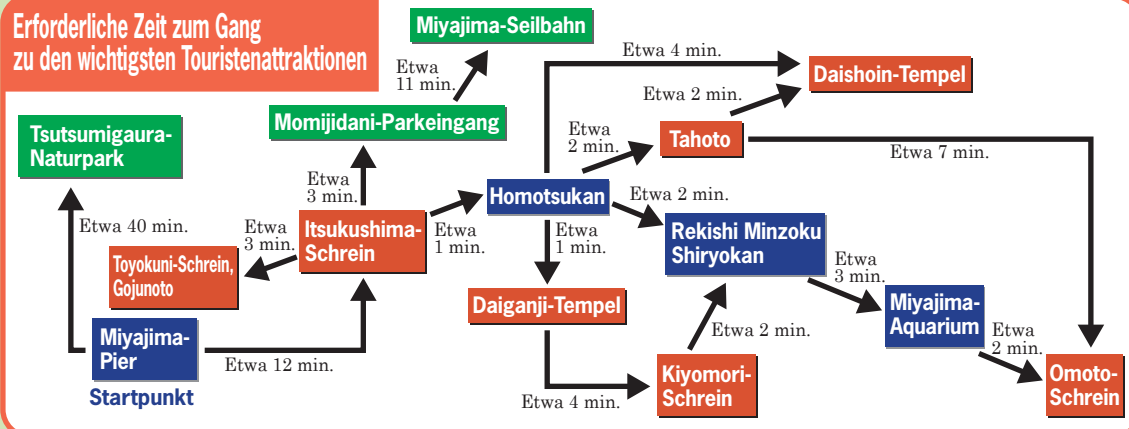 Erforderliche Zeit zum Gang
zu den wichtigsten Touristenattraktionen
Miyajima-Seilbahn
Etwa
11 min.
Etwa 4 min.
Daishoin-Tempel
Etwa 2 min.
Tsutsumigaura-
Naturpark
Momijidani-Parkeingang
Etwa
2 min.
Tahoto
Etwa 7 min.
Etwa
3 min.
Homotsukan
Etwa 2 min.
Etwa 40 min.
Etwa
3 min.
Itsukushima-
Schrein
Etwa
1 min.
Etwa
1 min.
Rekishi Minzoku
Shiryokan
Toyokuni-Schrein,
Gojunoto
Etwa
3 min.
Daiganji-Tempel
Miyajima-
Aquarium
Miyajima-
Pier
Etwa 12 min.
Etwa 2 min.
Etwa
2 min.
Startpunkt
Etwa 4 min.
Kiyomori-
Schrein
Omoto-
Schrein